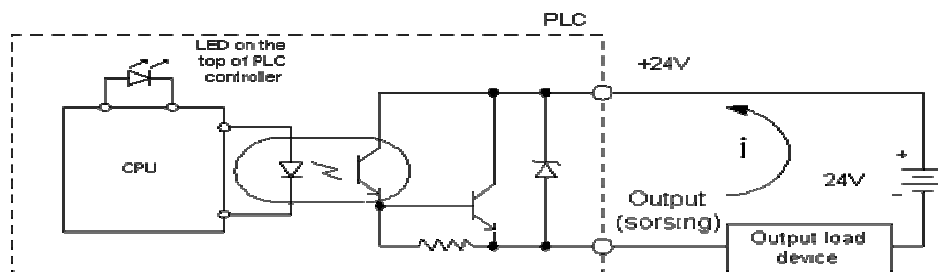 PLC
LED on the
top of PLC
controller
+24V
CPU
i
+
24V
-
Output
(sorsing)
Output load
device